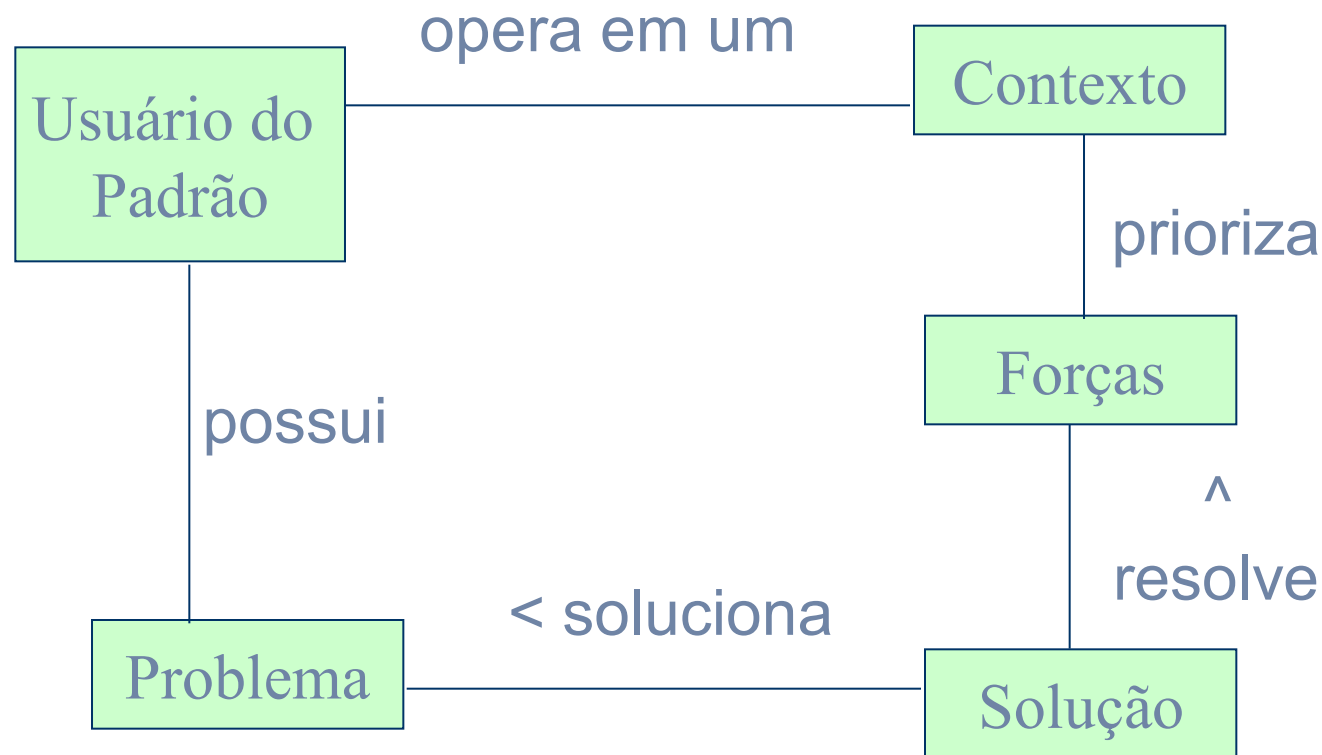 opera em um
Usuário do
Padrão
Contexto
prioriza
Forças
possui
^
resolve
< soluciona
Problema
Solução